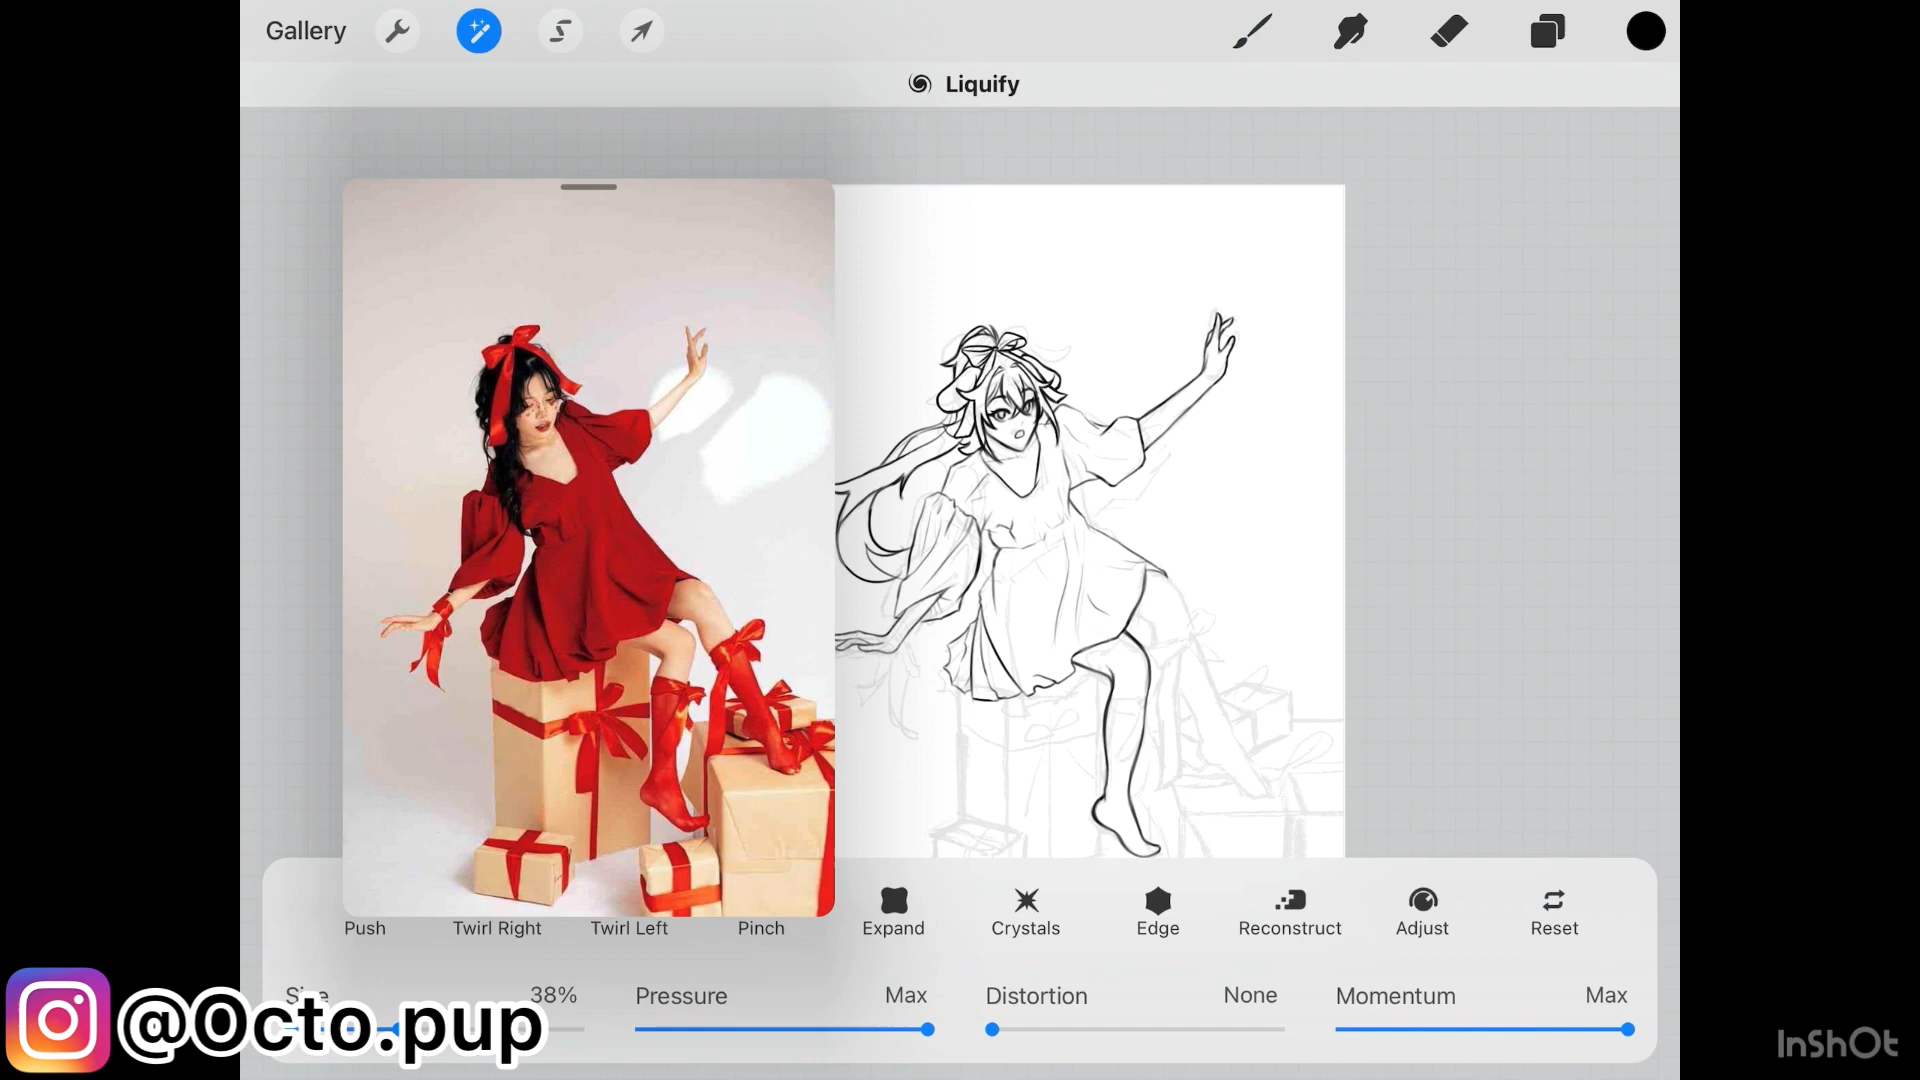 Gallery
Liquify
Push
Twirl Right
Twirl Left
Pinch
Expand
Crystals
Edge
Reconstruct
Adjust
Reset
Size
38%
Pressure
Max
Distortion
None
Momentum
Max
@Octo.pup
InShOt